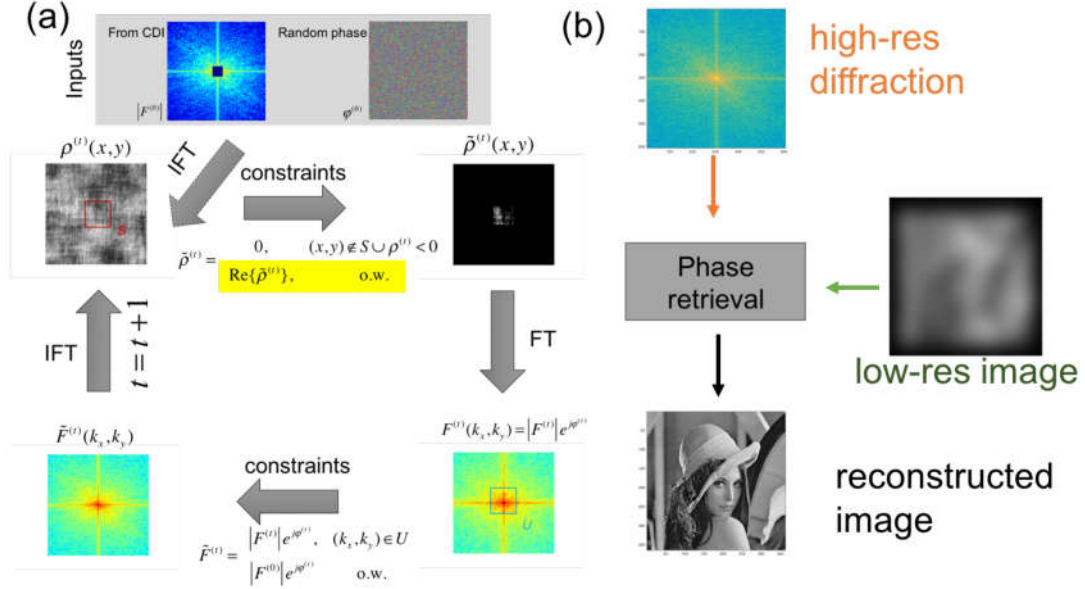 (a)
Inputs
From CDI
|F^{(0)}|
Random phase
φ^{(0)}
ρ^{(t)}(x,y)
S
IFT
constraints
ρ̃^{(t)}(x,y)
ρ̃^{(t)} = 0, (x,y)∉S∪ρ^{(t)}<0
Re{ρ̃^{(t)}}, o.w.
IFT
t = t + 1
FT
F̃^{(t)}(k_x,k_y)
constraints
F^{(t)}(k_x,k_y)=|F^{(t)}|e^{jφ^{(t)}}
U
F̃^{(t)} = |F^{(t)}|e^{jφ^{(t)}}, (k_x,k_y)∈U
|F^{(0)}|e^{jφ^{(t)}} o.w.
(b)
high-res
diffraction
Phase
retrieval
low-res image
reconstructed
image